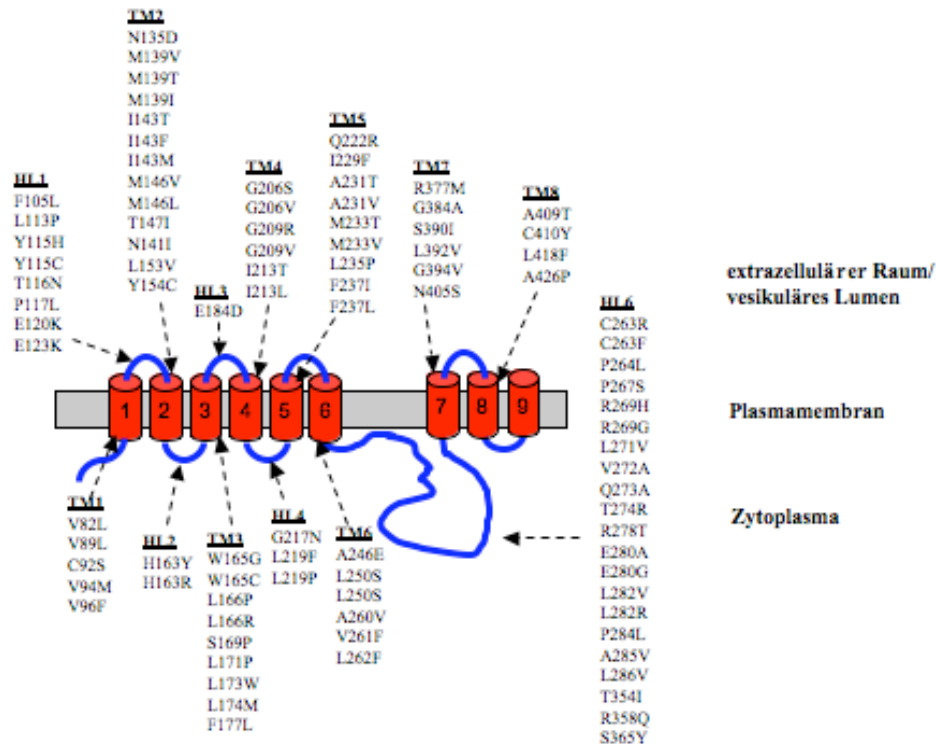 TM2
N135D
M139V
M139T
M139I
I143T
I143F
I143M
M146V
M146L
T147I
N141I
L153V
Y154C
HL1
F105L
L113P
Y115H
Y115C
T116N
P117L
E120K
E123K
HL3
E184D
TM4
G206S
G206V
G209R
G209V
I213T
I213L
TM5
Q222R
I229F
A231T
A231V
M233T
M233V
L235P
F237I
F237L
TM7
R377M
G384A
S390I
L392V
G394V
N405S
TM8
A409T
C410Y
L418F
A426P
extrazellulärer Raum/
vesikuläres Lumen
Plasmamembran
Zytoplasma
1 2 3 4 5 6 7 8 9
TM1
V82L
V89L
C92S
V94M
V96F
HL2
H163Y
H163R
TM3
W165G
W165C
L166P
L166R
S169P
L171P
L173W
L174M
F177L
HL4
G217N
L219F
L219P
TM6
A246E
L250S
L250S
A260V
V261F
L262F
HL6
C263R
C263F
P264L
P267S
R269H
R269G
L271V
V272A
Q273A
T274R
R278T
E280A
E280G
L282V
L282R
P284L
A285V
L286V
T354I
R358Q
S365Y